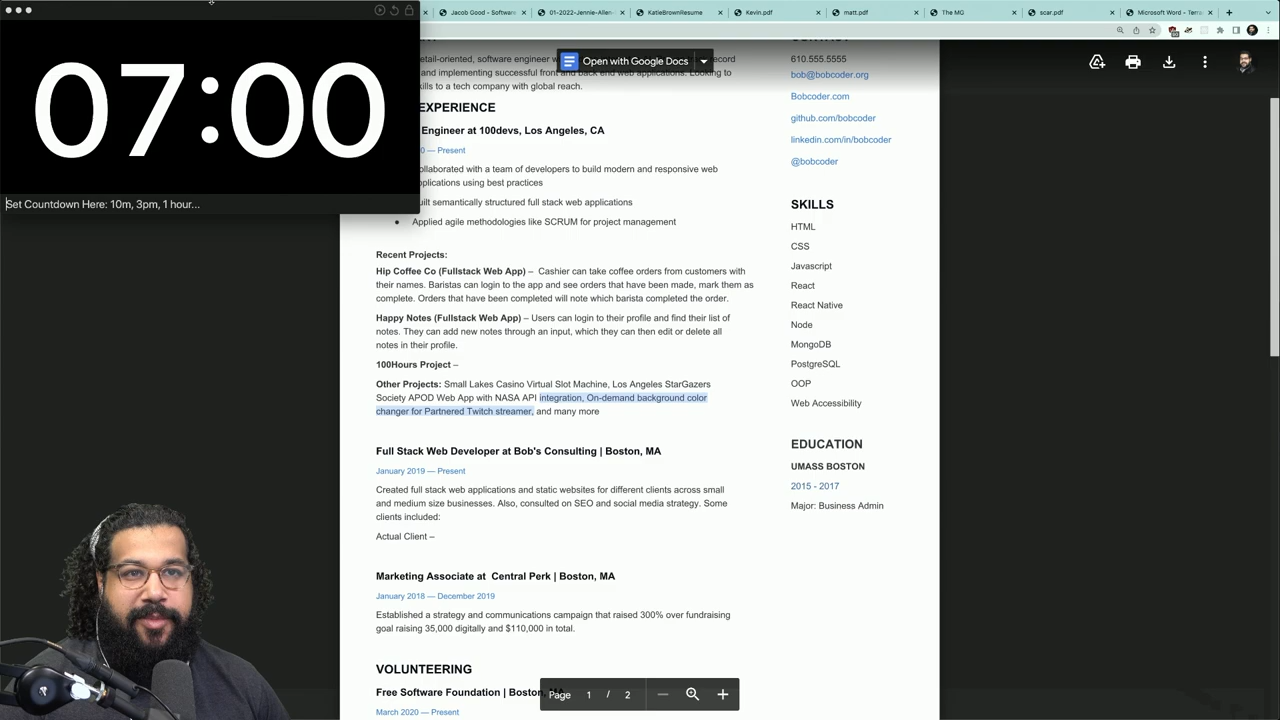 Jacob Good - Software
01-2022-Jennie-Allen-
KatieBrownResume
Kevin.pdf
matt.pdf
The MG
scar.pdf
Microsoft Word - Terra
07:00
Set Countdown Here: 10m, 3pm, 1 hour...
Open with Google Docs
etail-oriented, software engineer w
ecord
and implementing successful front and back end web applications. Looking to
kills to a tech company with global reach.
EXPERIENCE
Engineer at 100devs, Los Angeles, CA
0 — Present
ollaborated with a team of developers to build modern and responsive web
pplications using best practices
uilt semantically structured full stack web applications
● Applied agile methodologies like SCRUM for project management
Recent Projects:
Hip Coffee Co (Fullstack Web App) – Cashier can take coffee orders from customers with
their names. Baristas can login to the app and see orders that have been made, mark them as
complete. Orders that have been completed will note which barista completed the order.
Happy Notes (Fullstack Web App) – Users can login to their profile and find their list of
notes. They can add new notes through an input, which they can then edit or delete all
notes in their profile.
100Hours Project –
Other Projects: Small Lakes Casino Virtual Slot Machine, Los Angeles StarGazers
Society APOD Web App with NASA API integration, On-demand background color
changer for Partnered Twitch streamer, and many more
Full Stack Web Developer at Bob's Consulting | Boston, MA
January 2019 — Present
Created full stack web applications and static websites for different clients across small
and medium size businesses. Also, consulted on SEO and social media strategy. Some
clients included:
Actual Client –
Marketing Associate at Central Perk | Boston, MA
January 2018 — December 2019
Established a strategy and communications campaign that raised 300% over fundraising
goal raising 35,000 digitally and $110,000 in total.
VOLUNTEERING
Free Software Foundation | Boston, MA
March 2020 — Present
Page 1 / 2
610.555.5555
bob@bobcoder.org
Bobcoder.com
github.com/bobcoder
linkedin.com/in/bobcoder
@bobcoder
SKILLS
HTML
CSS
Javascript
React
React Native
Node
MongoDB
PostgreSQL
OOP
Web Accessibility
EDUCATION
UMASS BOSTON
2015 - 2017
Major: Business Admin